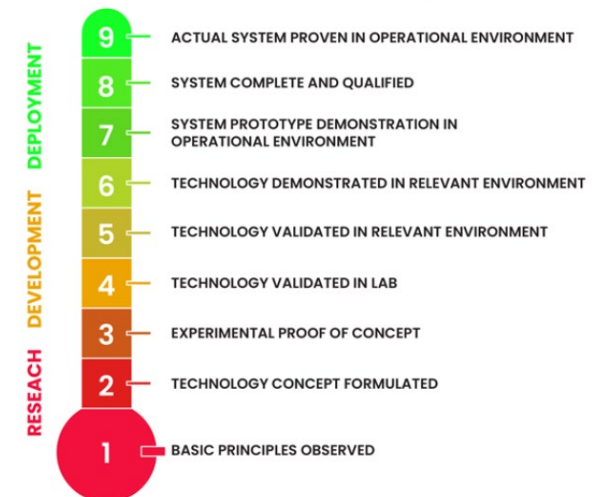 DEPLOYMENT
DEVELOPMENT
RESEACH
9 ACTUAL SYSTEM PROVEN IN OPERATIONAL ENVIRONMENT
8 SYSTEM COMPLETE AND QUALIFIED
7 SYSTEM PROTOTYPE DEMONSTRATION IN
OPERATIONAL ENVIRONMENT
6 TECHNOLOGY DEMONSTRATED IN RELEVANT ENVIRONMENT
5 TECHNOLOGY VALIDATED IN RELEVANT ENVIRONMENT
4 TECHNOLOGY VALIDATED IN LAB
3 EXPERIMENTAL PROOF OF CONCEPT
2 TECHNOLOGY CONCEPT FORMULATED
1 BASIC PRINCIPLES OBSERVED